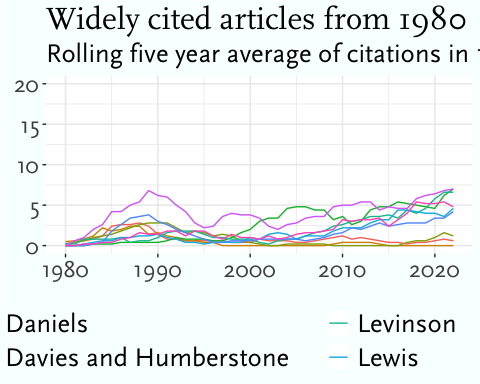 Widely cited articles from 1980
Rolling five year average of citations in
20
15
10
5
0
1980 1990 2000 2010 2020
Daniels Levinson
Davies and Humberstone Lewis